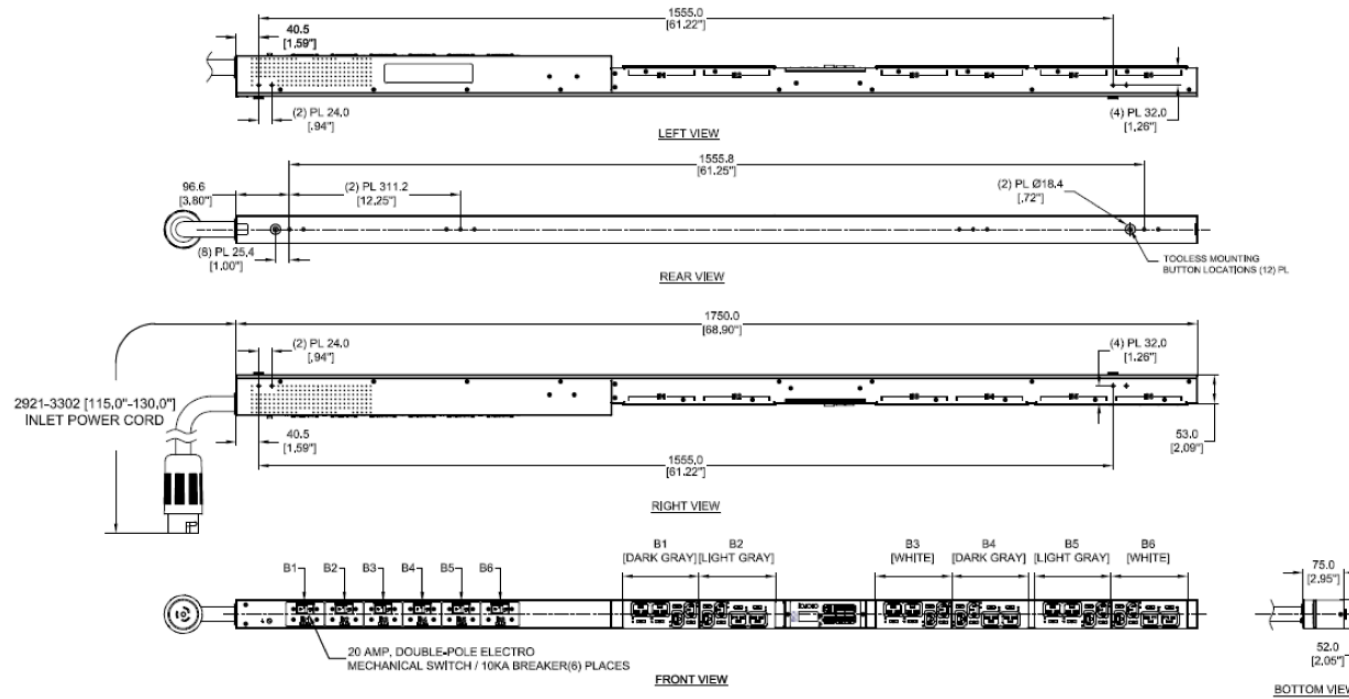 1555.0
[61.22"]
40.5
[1.59"]
(2) PL 24.0
[.94"]
(4) PL 32.0
[1.26"]
LEFT VIEW
1555.8
[61.25"]
96.6
[3.80"]
(2) PL 311.2
[12.25"]
(2) PL Ø18.4
[.72"]
(8) PL 25.4
[1.00"]
TOOLESS MOUNTING
BUTTON LOCATIONS (12) PL
REAR VIEW
1750.0
[68.90"]
(2) PL 24.0
[.94"]
(4) PL 32.0
[1.26"]
2921-3302 [115,0"-130,0"]
INLET POWER CORD
40.5
[1.59"]
53.0
[2.09"]
1555.0
[61.22"]
RIGHT VIEW
B1 B2 B3 B4 B5 B6
[DARK GRAY] [LIGHT GRAY] [WHITE] [DARK GRAY] [LIGHT GRAY] [WHITE]
B1 B2 B3 B4 B5 B6
75.0
[2.95"]
20 AMP, DOUBLE-POLE ELECTRO
MECHANICAL SWITCH / 10KA BREAKER(6) PLACES
52.0
[2.05"]
FRONT VIEW
BOTTOM VIEW